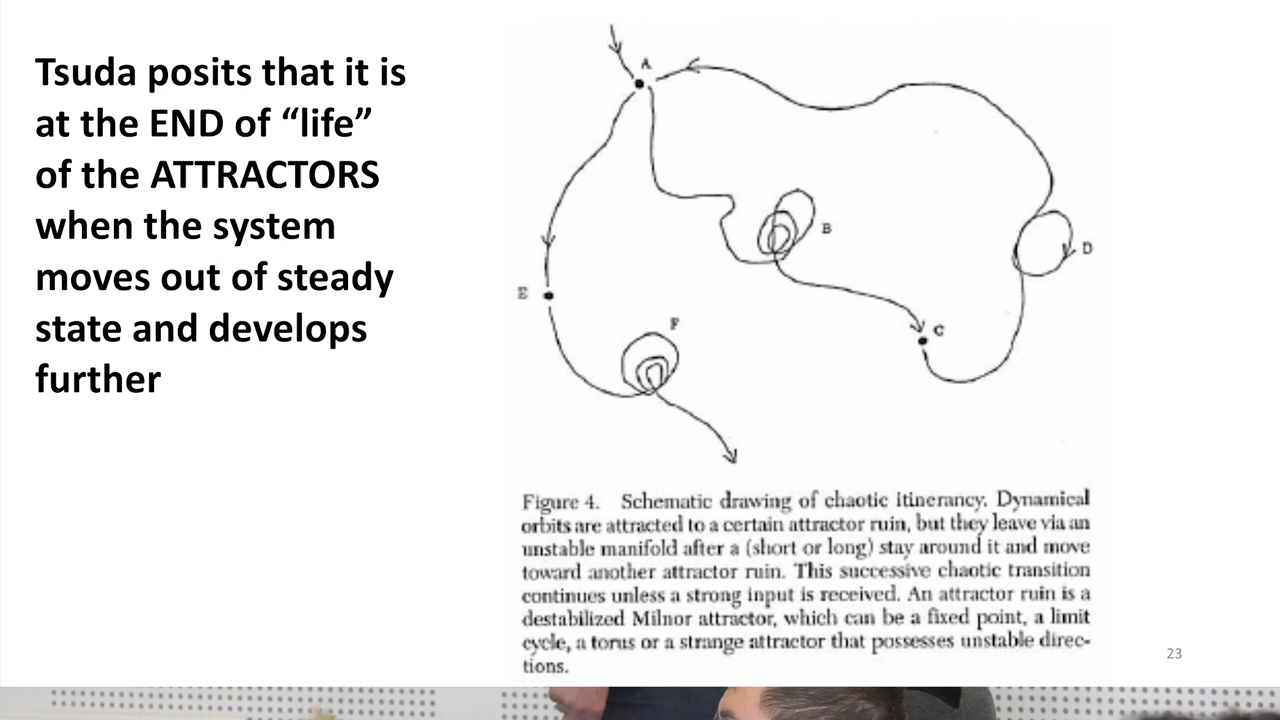 Tsuda posits that it is
at the END of “life”
of the ATTRACTORS
when the system
moves out of steady
state and develops
further
A
B
D
E
C
F
Figure 4. Schematic drawing of chaotic itinerancy. Dynamical
orbits are attracted to a certain attractor ruin, but they leave via an
unstable manifold after a (short or long) stay around it and move
toward another attractor ruin. This successive chaotic transition
continues unless a strong input is received. An attractor ruin is a
destabilized Milnor attractor, which can be a fixed point, a limit
cycle, a torus or a strange attractor that possesses unstable direc-
tions.
23